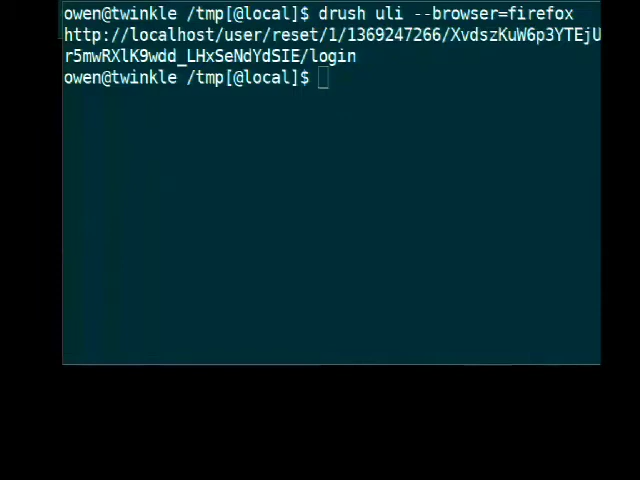 owen@twinkle /tmp[@local]$ drush uli --browser=firefox
http://localhost/user/reset/1/1369247266/XvdszKuW6p3YTEjU
r5mwRXlK9wdd_LHxSeNdYdSIE/login
owen@twinkle /tmp[@local]$